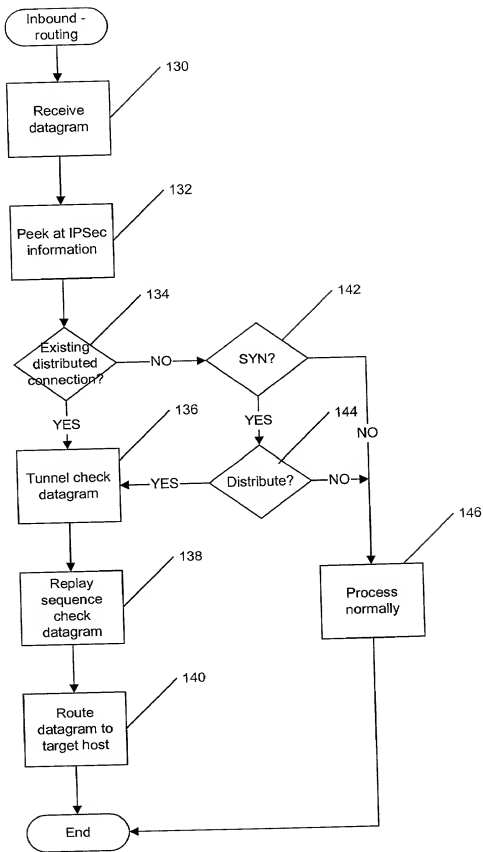 Inbound -
routing
130
Receive
datagram
132
Peek at IPSec
information
134
Existing
distributed
connection?
NO
142
SYN?
YES
YES
NO
136
144
Tunnel check
datagram
YES
Distribute?
NO
146
138
Process
normally
Replay
sequence
check
datagram
140
Route
datagram to
target host
End